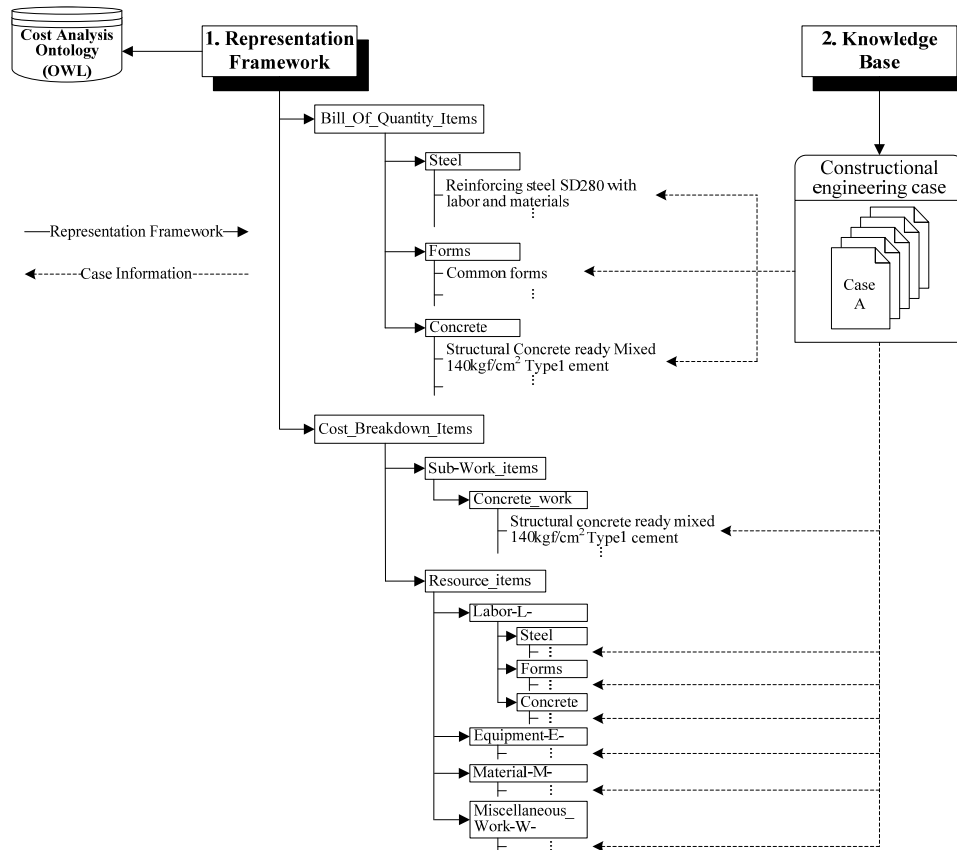 Cost Analysis
Ontology
(OWL)
1. Representation
Framework
2. Knowledge
Base
Bill_Of_Quantity_Items
Steel
Reinforcing steel SD280 with
labor and materials
Constructional
engineering case
Representation Framework
Case Information
Forms
Common forms
Case
A
Concrete
Structural Concrete ready Mixed
140kgf/cm² Type1 ement
Cost_Breakdown_Items
Sub-Work_items
Concrete_work
Structural concrete ready mixed
140kgf/cm² Type1 cement
Resource_items
Labor-L-
Steel
Forms
Concrete
Equipment-E-
Material-M-
Miscellaneous_
Work-W-